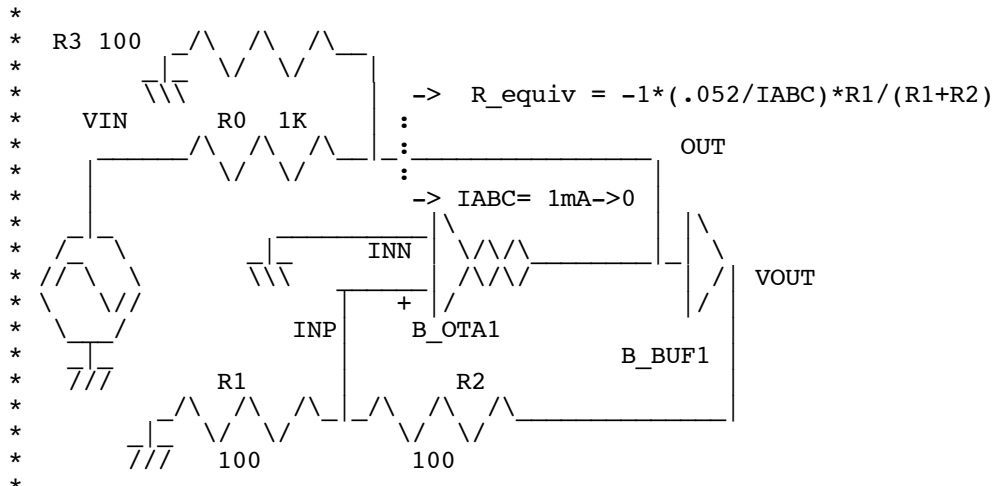 R3 100
-> R_equiv = -1*(.052/IABC)*R1/(R1+R2)
VIN R0 1K
OUT
-> IABC= 1mA->0
INN
VOUT
+
INP B_OTA1
B_BUF1
R1 R2
100 100